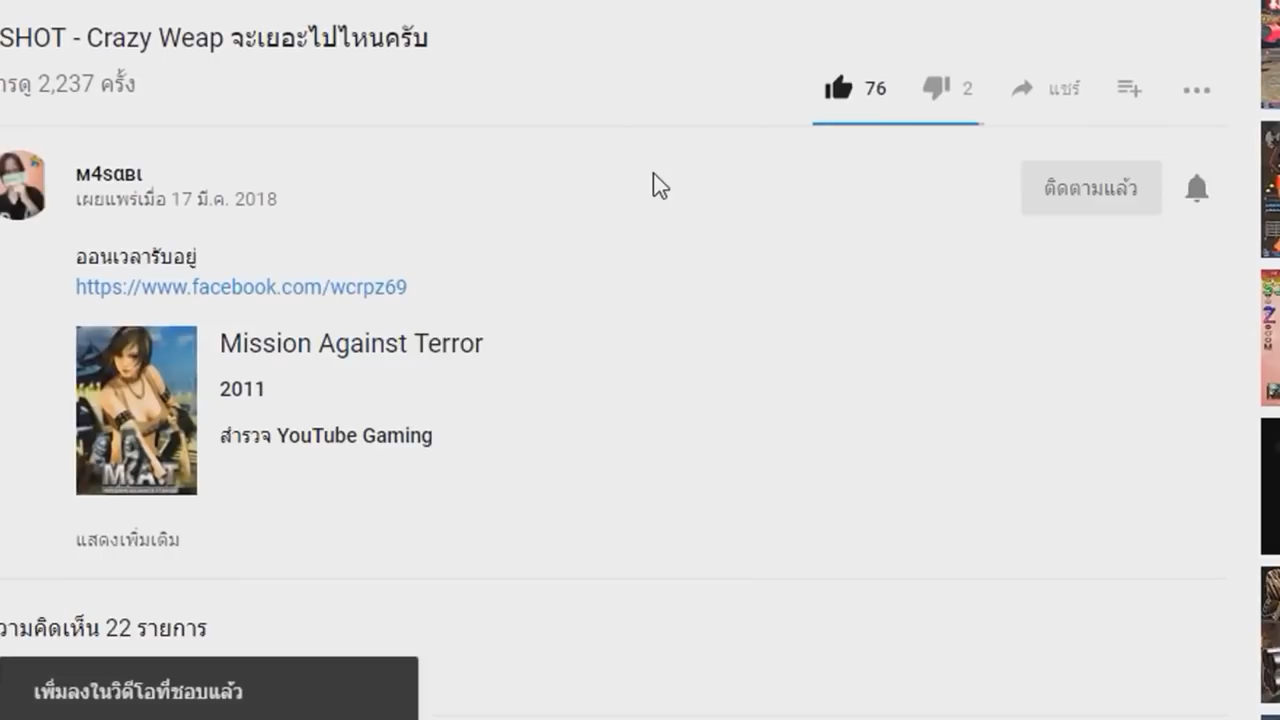 SHOT - Crazy Weap จะเยอะไปไหนครับ
ารดู 2,237 ครั้ง
76
2
แชร์
ᴍ4sαʙι
เผยแพร่เมื่อ 17 มี.ค. 2018
ติดตามแล้ว
ออนเวลารับอยู่
https://www.facebook.com/wcrpz69
Mission Against Terror
2011
สำรวจ YouTube Gaming
M.A.T
แสดงเพิ่มเติม
วามคิดเห็น 22 รายการ
เพิ่มลงในวิดีโอที่ชอบแล้ว